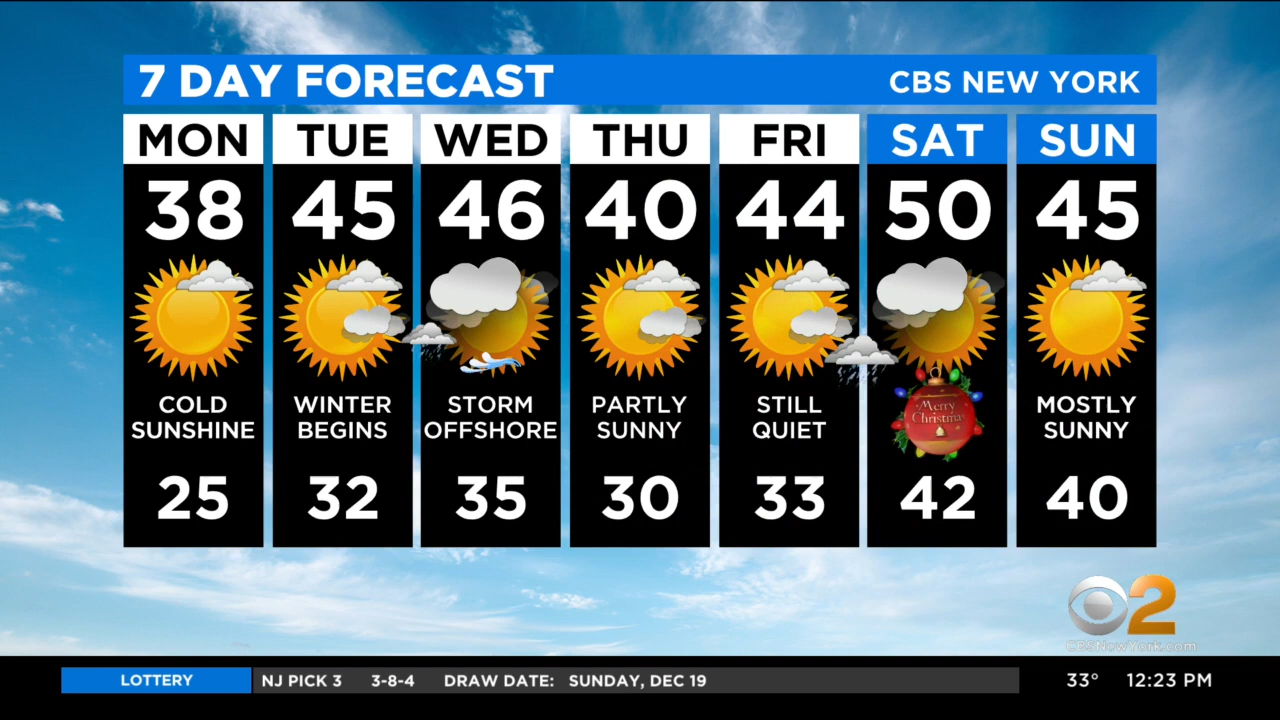 7 DAY FORECAST
CBS NEW YORK
MON TUE WED THU FRI SAT SUN
38 45 46 40 44 50 45
COLD SUNSHINE
WINTER BEGINS
STORM OFFSHORE
PARTLY SUNNY
STILL QUIET
Merry Christmas
MOSTLY SUNNY
25 32 35 30 33 42 40
2
CBSNewYork.com
LOTTERY NJ PICK 3 3-8-4 DRAW DATE: SUNDAY, DEC 19 33° 12:23 PM